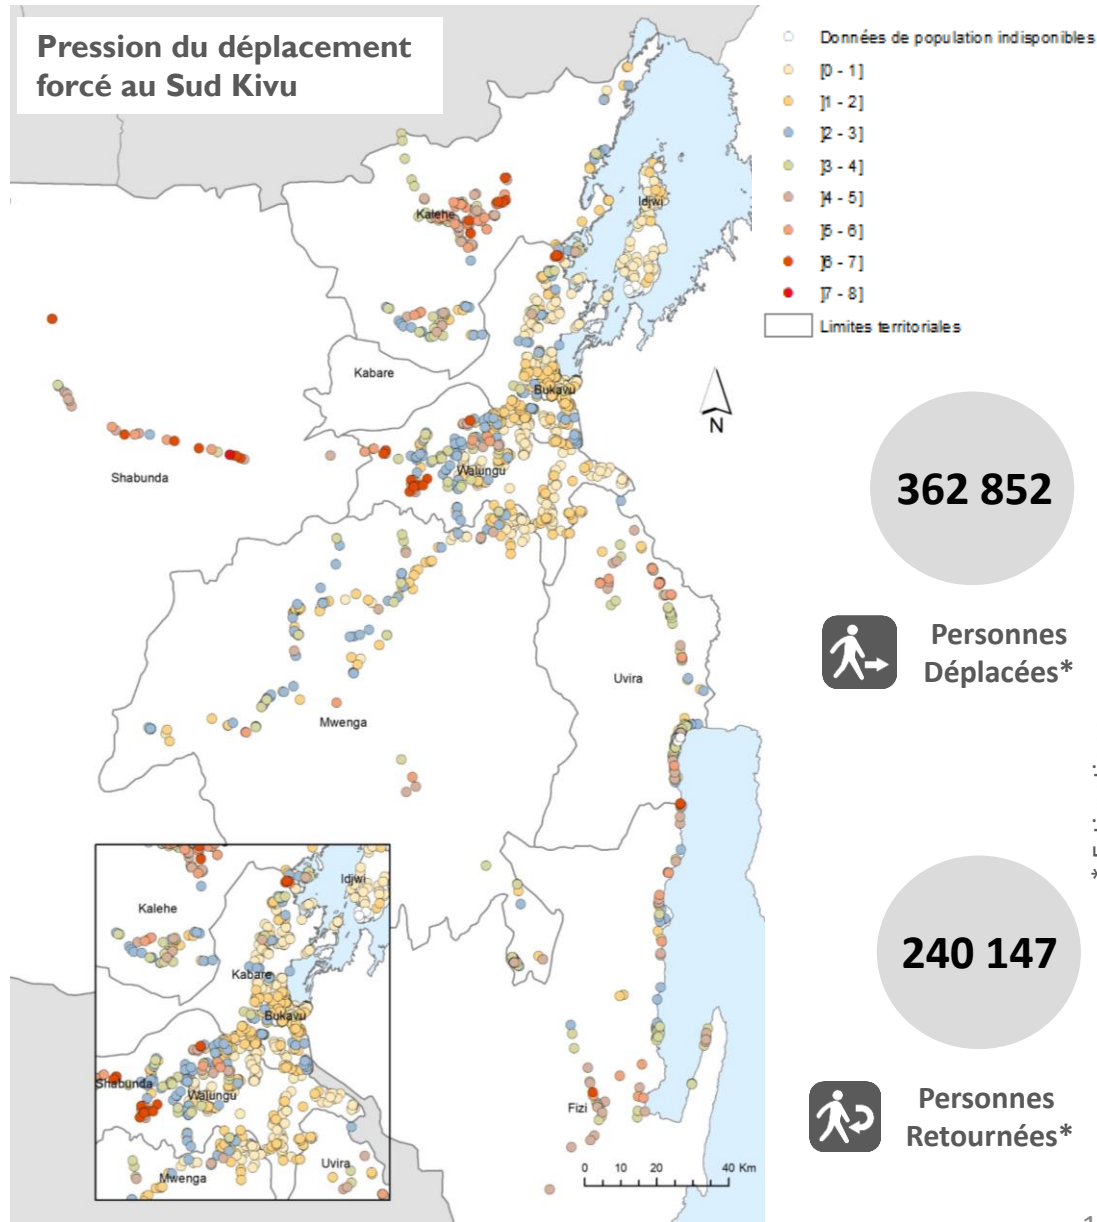 Pression du déplacement
forcé au Sud Kivu
Données de population indisponibles
[0 - 1]
]1 - 2]
]2 - 3]
]3 - 4]
]4 - 5]
]5 - 6]
]6 - 7]
]7 - 8]
Limites territoriales
Kalehe
Idjwi
Kabare
Bukavu
N
Shabunda
Walungu
Uvira
Mwenga
Fizi
0 10 20 40 Km
Kalehe
Idjwi
Kabare
Bukavu
Shabunda
Walungu
Uvira
Mwenga
362 852
Personnes
Déplacées*
240 147
Personnes
Retournées*